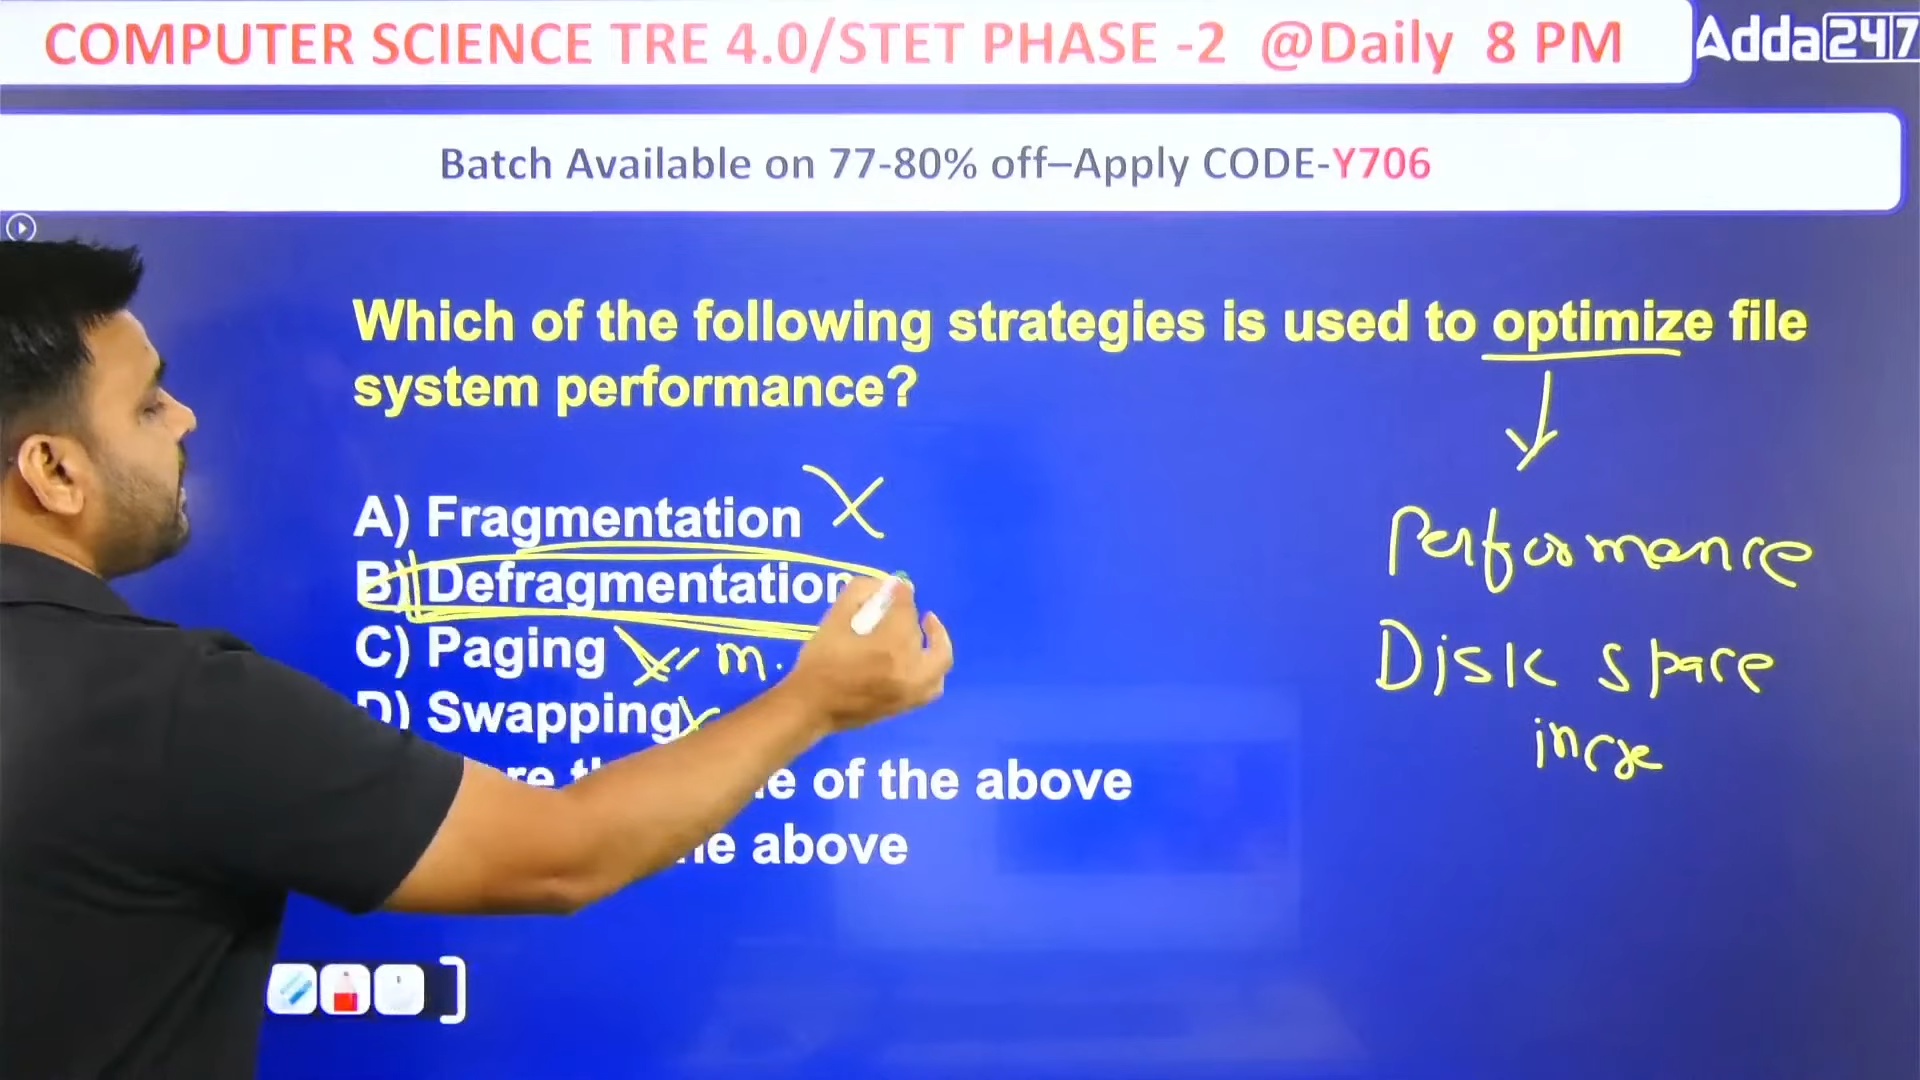 COMPUTER SCIENCE TRE 4.0/STET PHASE -2 @Daily 8 PM
Adda247
Batch Available on 77-80% off–Apply CODE-Y706
Which of the following strategies is used to optimize file
system performance?
A) Fragmentation X
B) Defragmentation
C) Paging X m.
D) Swapping X
of the above
above
Performance
Disk space